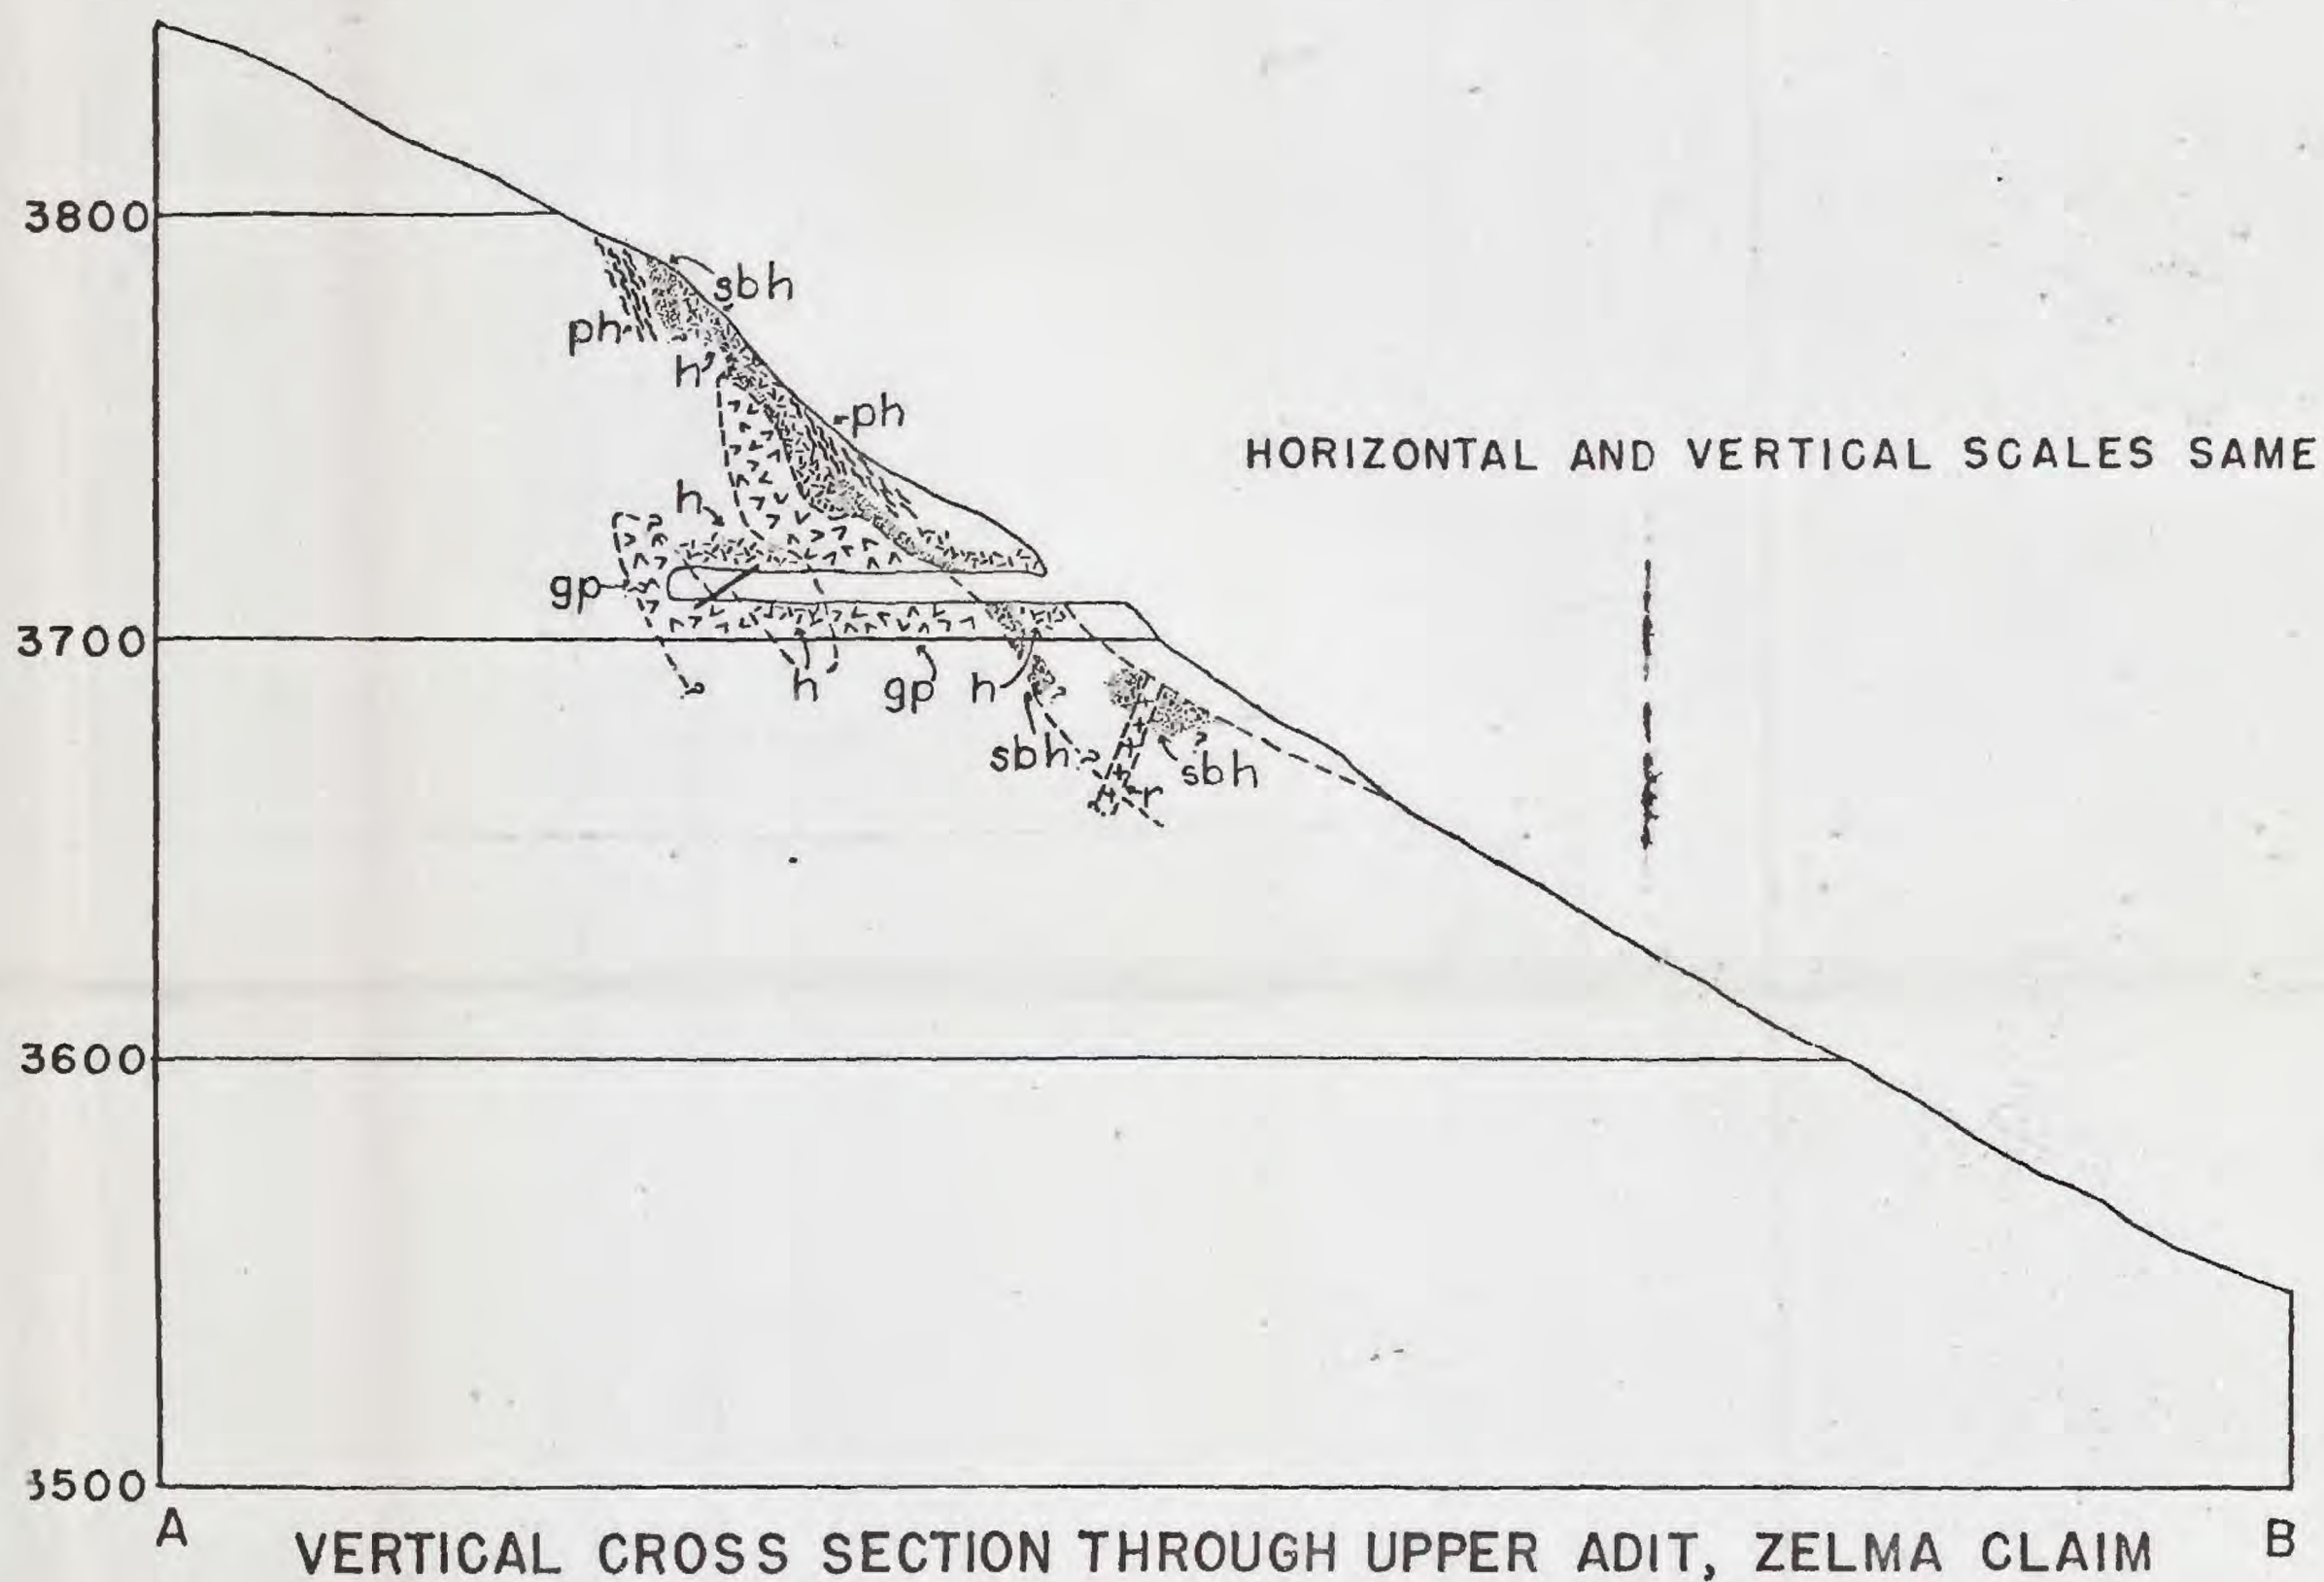 3800
sbh
ph
h
ph
HORIZONTAL AND VERTICAL SCALES SAME
h
gp
3700
h gp h
sbh sbh
r
3600
3500
A B
VERTICAL CROSS SECTION THROUGH UPPER ADIT, ZELMA CLAIM